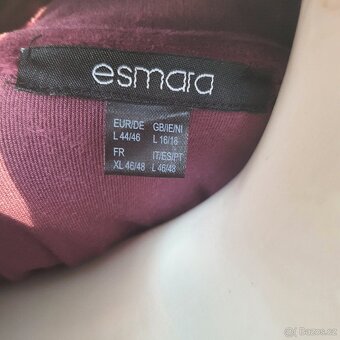 esmara
EUR/DE GB/IE/NI
L 44/46 L 16/18
FR IT/ES/PT
XL 46/48 L 46/48
Bazos.cz